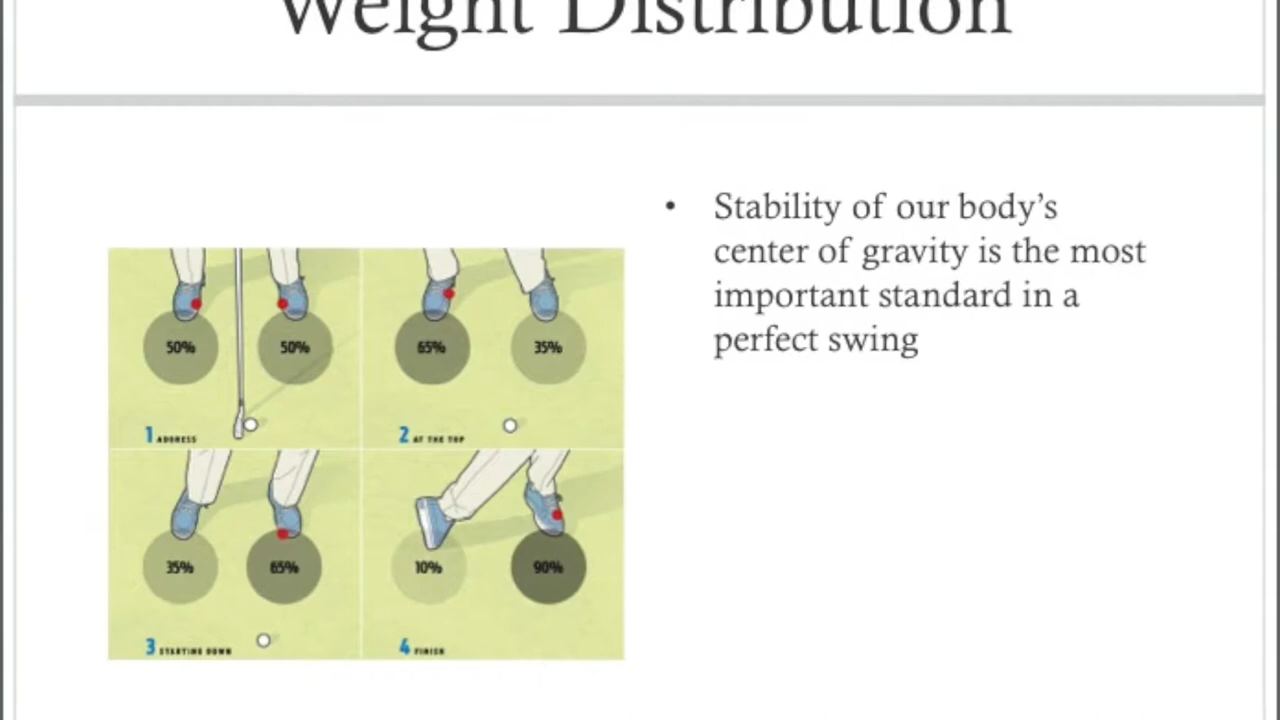 Weight Distribution
• Stability of our body's
center of gravity is the most
important standard in a
perfect swing
50% 50%
1 ADDRESS
65% 35%
2 AT THE TOP
35% 65%
3 STARTING DOWN
10% 90%
4 FINISH